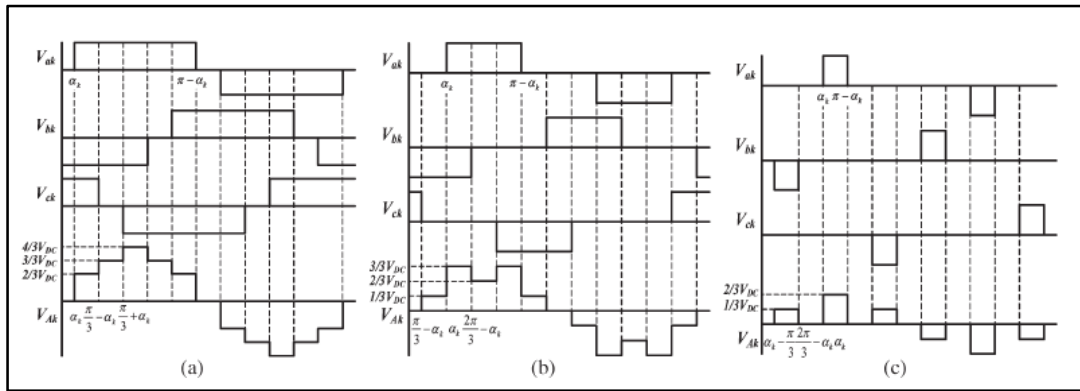 V_ak
α_k
π − α_k
V_bk
V_ck
4/3V_DC
3/3V_DC
2/3V_DC
V_Ak
α_k π/3 − α_k π/3 + α_k
(a)
V_ak
α_k
π − α_k
V_bk
V_ck
3/3V_DC
2/3V_DC
1/3V_DC
V_Ak
π/3 − α_k α_k 2π/3 − α_k
(b)
V_ak
α_k π − α_k
V_bk
V_ck
2/3V_DC
1/3V_DC
V_Ak
α_k − π/3 2π/3 − α_k α_k
(c)